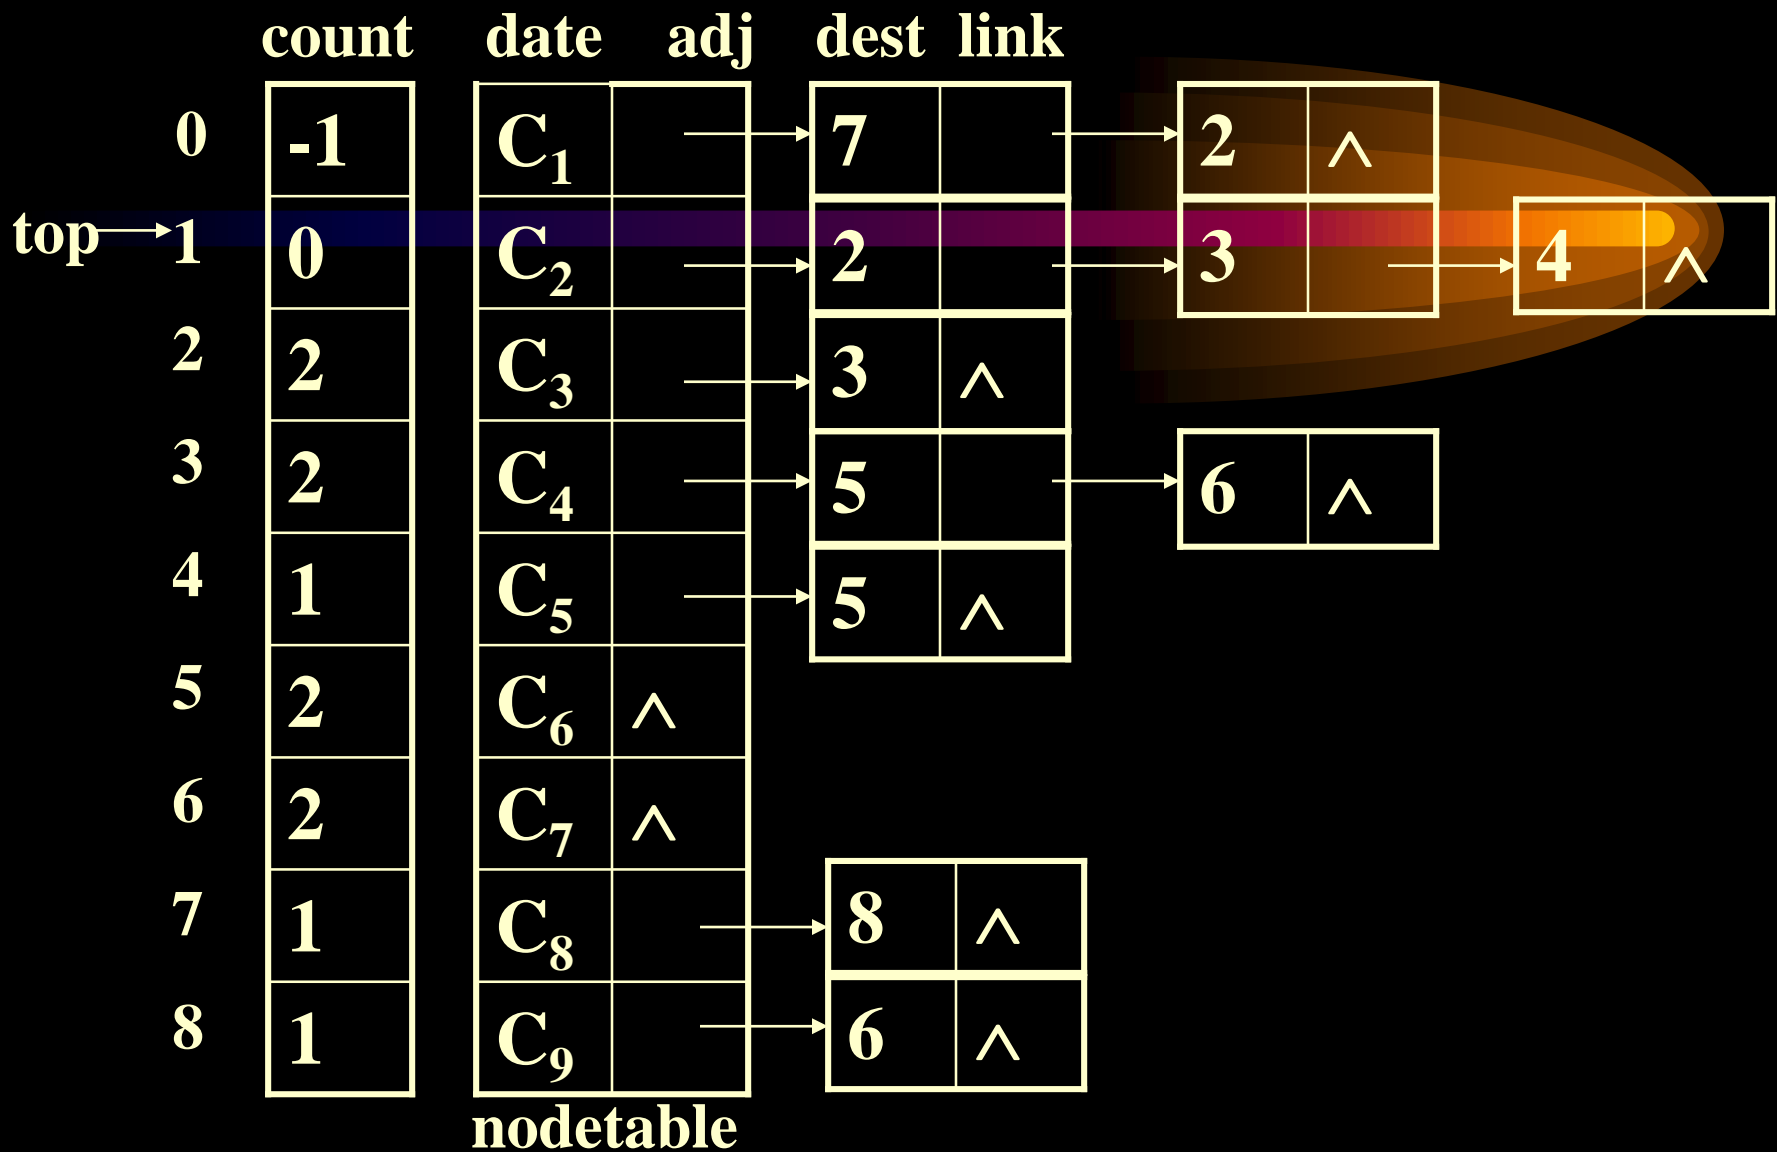 count date adj dest link
0 -1 C₁ 7 2 ∧
top 1 0 C₂ 2 3 4 ∧
2 2 C₃ 3 ∧
3 2 C₄ 5 6 ∧
4 1 C₅ 5 ∧
5 2 C₆ ∧
6 2 C₇ ∧
7 1 C₈ 8 ∧
8 1 C₉ 6 ∧
nodetable